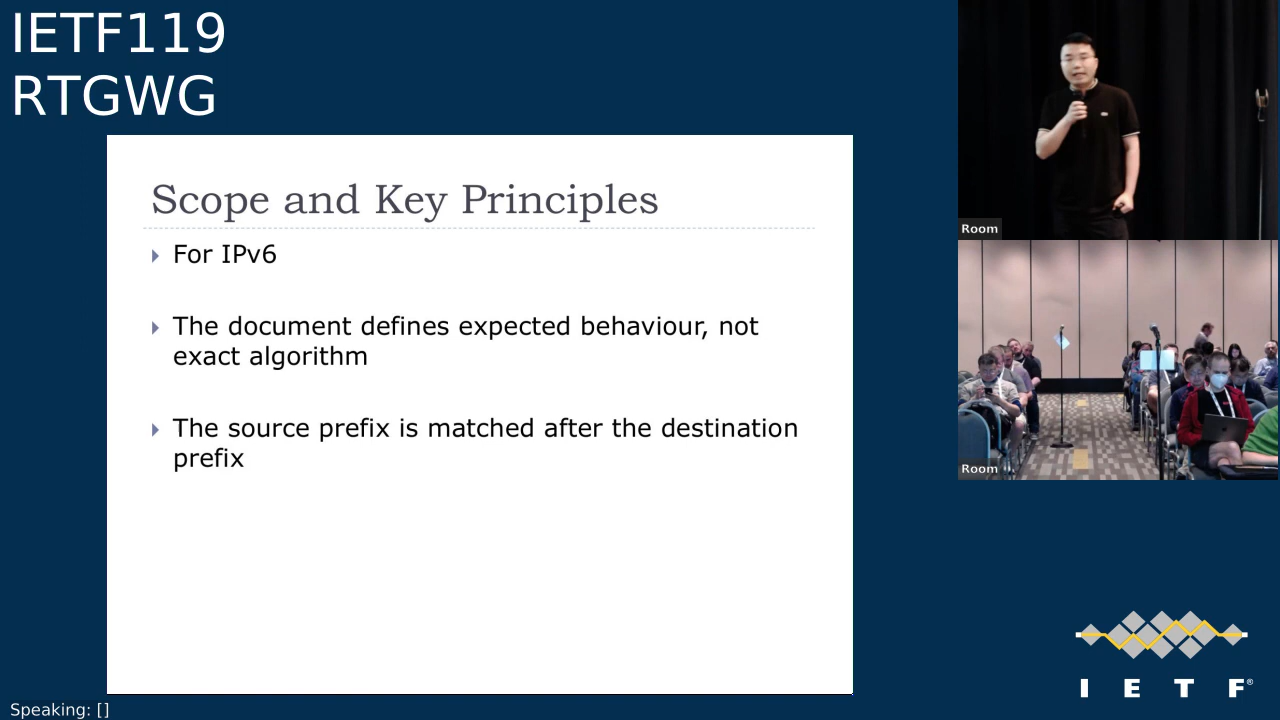 IETF119
RTGWG
Scope and Key Principles
For IPv6
The document defines expected behaviour, not
exact algorithm
The source prefix is matched after the destination
prefix
Room
Room
I E T F®
Speaking: []